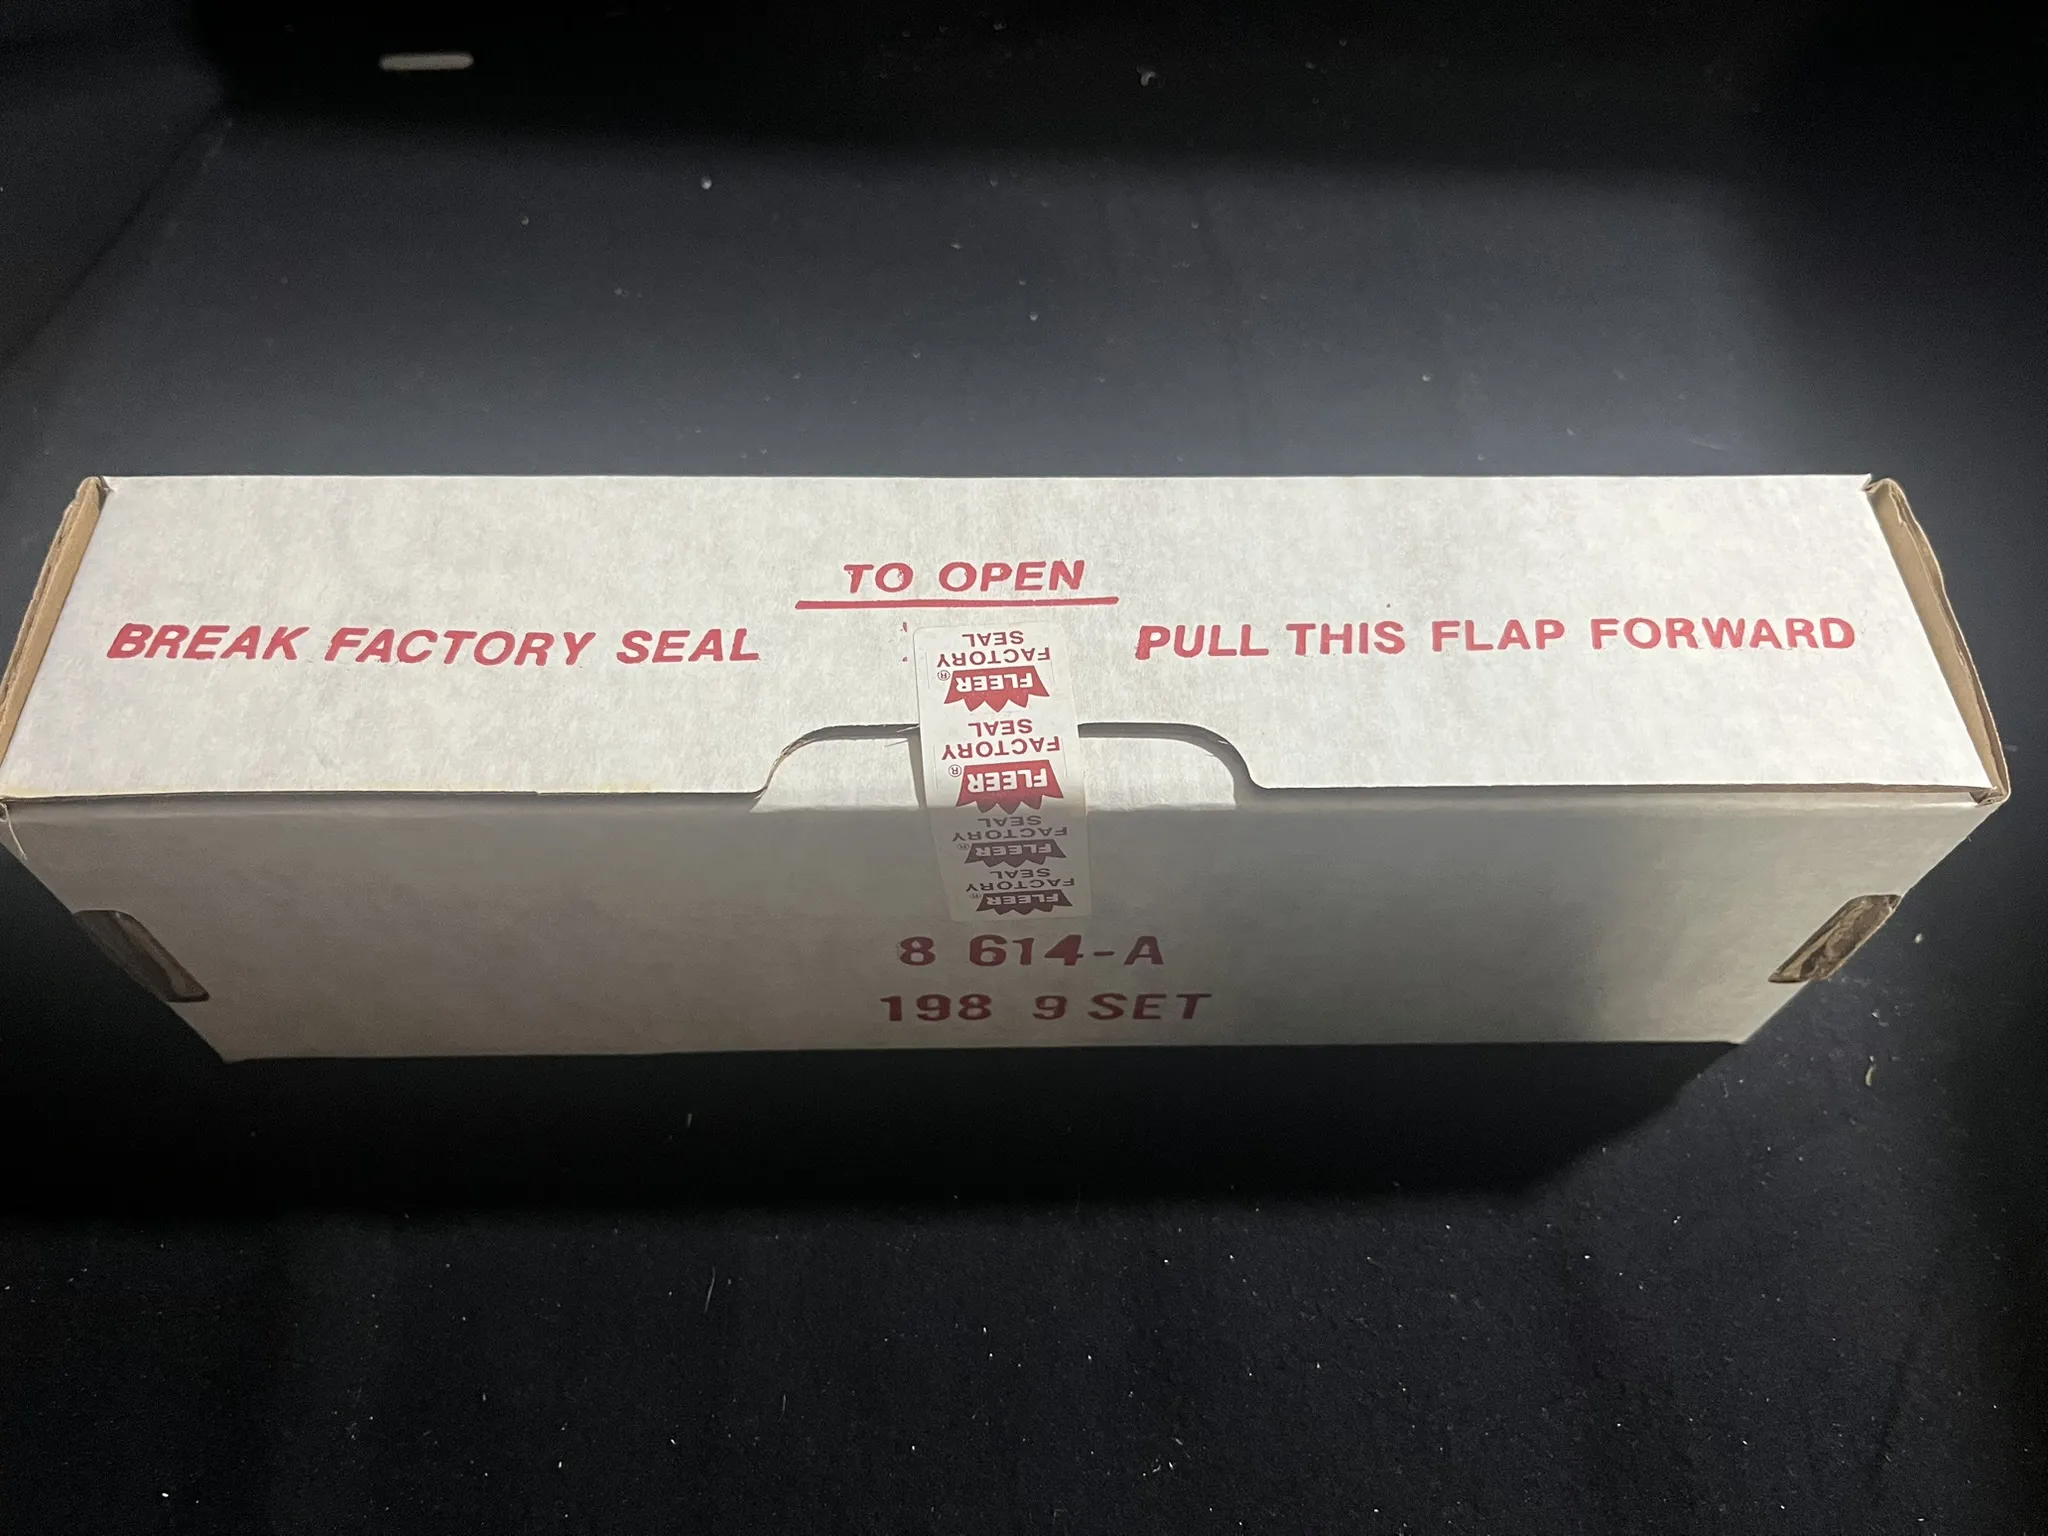 TO OPEN
BREAK FACTORY SEAL
PULL THIS FLAP FORWARD
FLEER®
FACTORY
SEAL
FLEER®
FACTORY
SEAL
FLEER®
FACTORY
SEAL
FLEER®
FACTORY
SEAL
8 614-A
198 9 SET